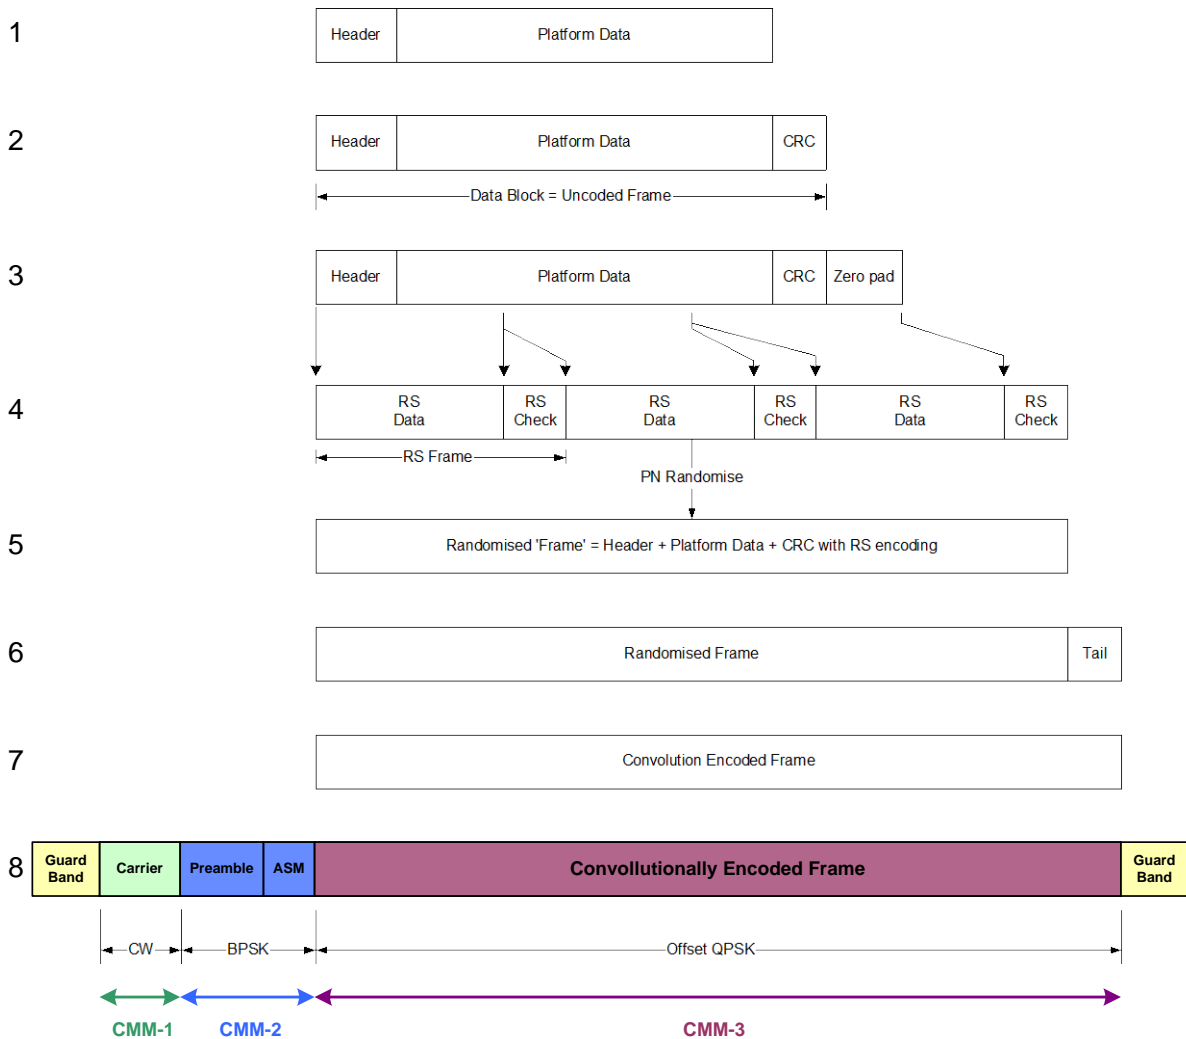 1
Header
Platform Data
2
Header
Platform Data
CRC
Data Block = Uncoded Frame
3
Header
Platform Data
CRC
Zero pad
4
RS
Data
RS
Check
RS
Data
RS
Check
RS
Data
RS
Check
RS Frame
PN Randomise
5
Randomised 'Frame' = Header + Platform Data + CRC with RS encoding
6
Randomised Frame
Tail
7
Convolution Encoded Frame
8
Guard
Band
Carrier
Preamble
ASM
Convollutionally Encoded Frame
Guard
Band
CW
BPSK
Offset QPSK
CMM-1
CMM-2
CMM-3